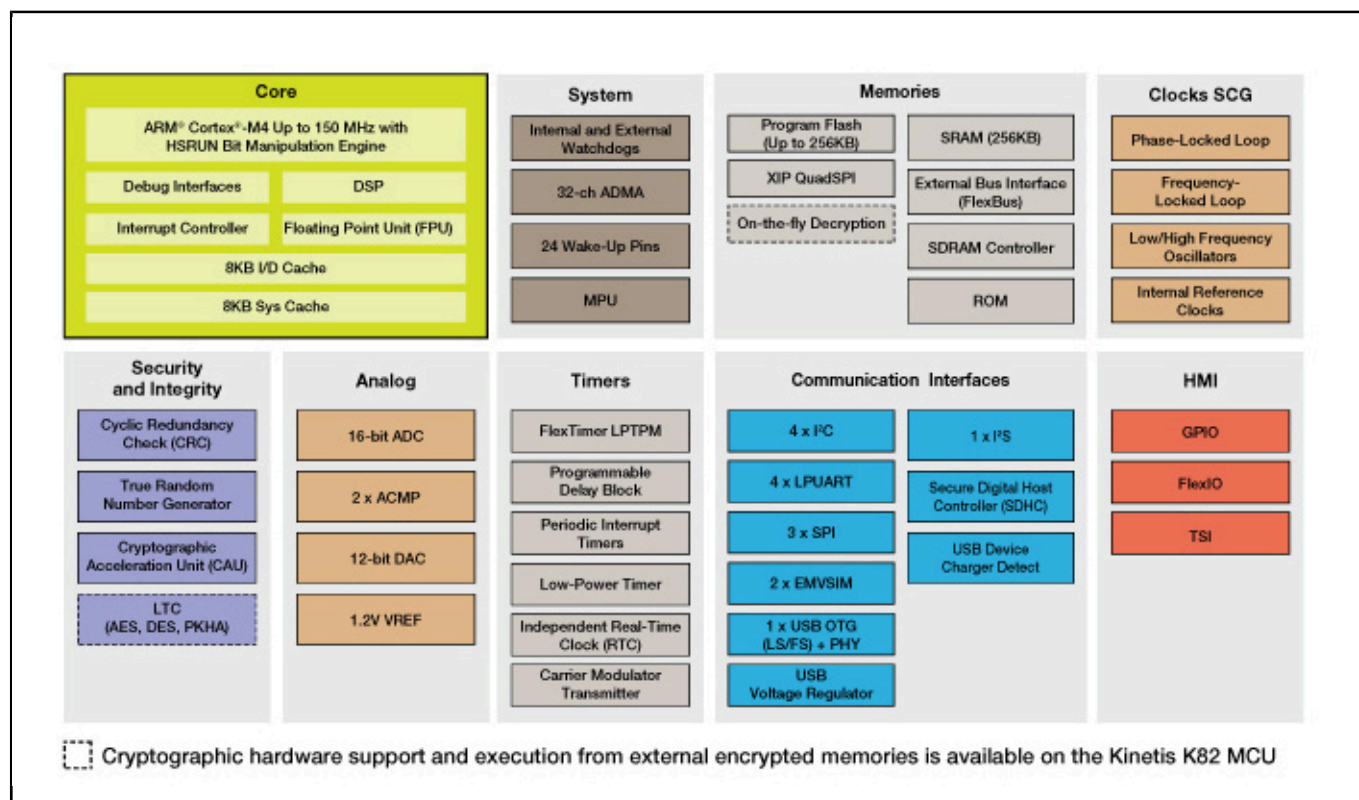 Core
ARM® Cortex®-M4 Up to 150 MHz with
HSRUN Bit Manipulation Engine
Debug Interfaces
DSP
Interrupt Controller
Floating Point Unit (FPU)
8KB I/D Cache
8KB Sys Cache
System
Internal and External
Watchdogs
32-ch ADMA
24 Wake-Up Pins
MPU
Memories
Program Flash
(Up to 256KB)
XIP QuadSPI
On-the-fly Decryption
SRAM (256KB)
External Bus Interface
(FlexBus)
SDRAM Controller
ROM
Clocks SCG
Phase-Locked Loop
Frequency-
Locked Loop
Low/High Frequency
Oscillators
Internal Reference
Clocks
Security
and Integrity
Cyclic Redundancy
Check (CRC)
True Random
Number Generator
Cryptographic
Acceleration Unit (CAU)
LTC
(AES, DES, PKHA)
Analog
16-bit ADC
2 x ACMP
12-bit DAC
1.2V VREF
Timers
FlexTimer LPTPM
Programmable
Delay Block
Periodic Interrupt
Timers
Low-Power Timer
Independent Real-Time
Clock (RTC)
Carrier Modulator
Transmitter
Communication Interfaces
4 x I²C
4 x LPUART
3 x SPI
2 x EMVSIM
1 x USB OTG
(LS/FS) + PHY
USB
Voltage Regulator
1 x I²S
Secure Digital Host
Controller (SDHC)
USB Device
Charger Detect
HMI
GPIO
FlexIO
TSI
Cryptographic hardware support and execution from external encrypted memories is available on the Kinetis K82 MCU